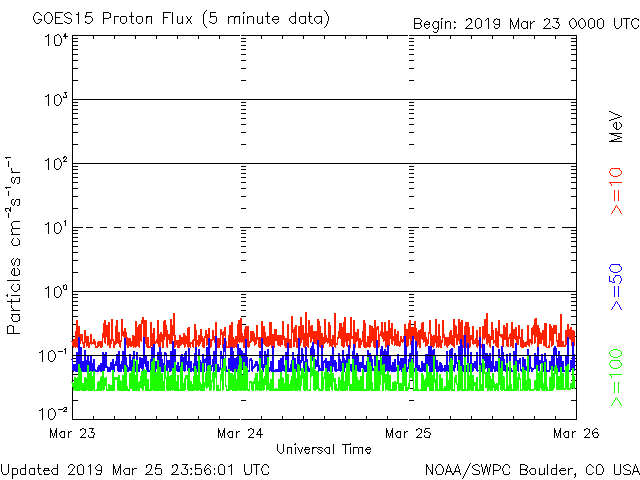 GOES15 Proton Flux (5 minute data)
Begin: 2019 Mar 23 0000 UTC
10⁴
10³
10²
10¹
10⁰
10⁻¹
10⁻²
Particles cm⁻²s⁻¹sr⁻¹
MeV
>=10
>=50
>=100
Mar 23
Mar 24
Mar 25
Mar 26
Universal Time
Updated 2019 Mar 25 23:56:01 UTC
NOAA/SWPC Boulder, CO USA